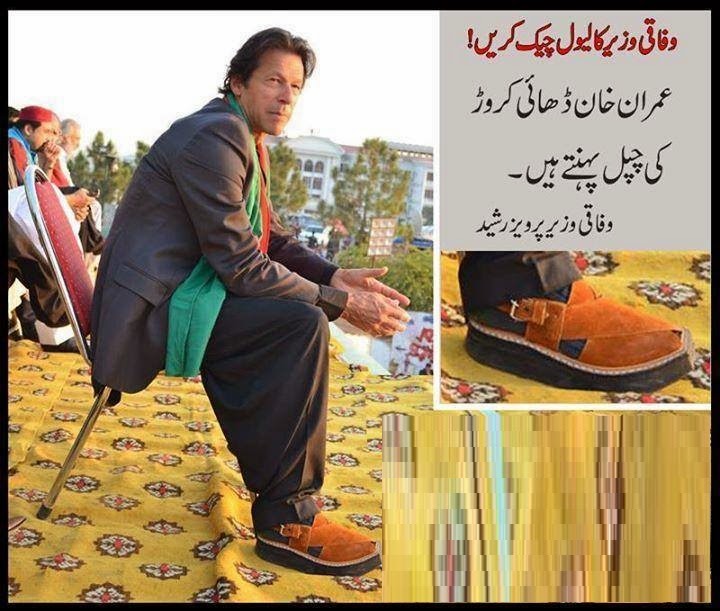 وفاقی وزیر کا لیول چیک کریں!
عمران خان ڈھائی کروڑ
کی چپل پہنتے ہیں۔
وفاقی وزیر پرویز رشید